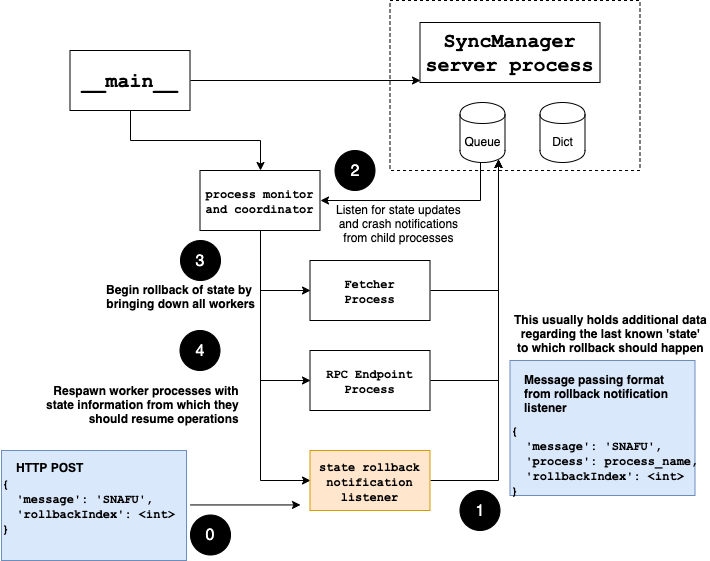 SyncManager
server process
__main__
Queue
Dict
2
process monitor
and coordinator
Listen for state updates
and crash notifications
from child processes
3
Begin rollback of state by
bringing down all workers
Fetcher
Process
This usually holds additional data
regarding the last known 'state'
to which rollback should happen
4
RPC Endpoint
Process
Respawn worker processes with
state information from which they
should resume operations
Message passing format
from rollback notification
listener
{
'message': 'SNAFU',
'process': process_name,
'rollbackIndex': <int>
}
HTTP POST
{
'message': 'SNAFU',
'rollbackIndex': <int>
}
state rollback
notification
listener
0
1